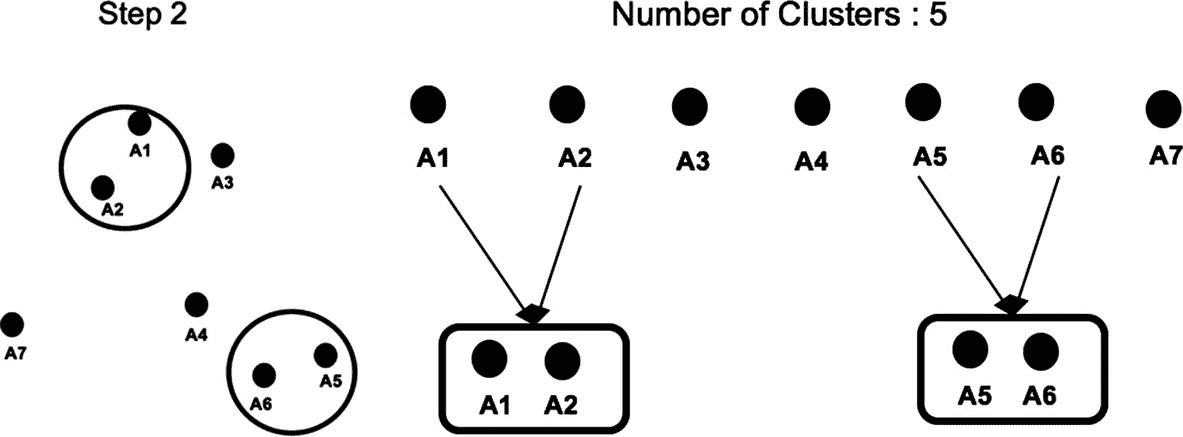 Step 2
Number of Clusters : 5
A1
A2
A3
A7
A4
A5
A6
A1 A2 A3 A4 A5 A6 A7
A1 A2
A5 A6